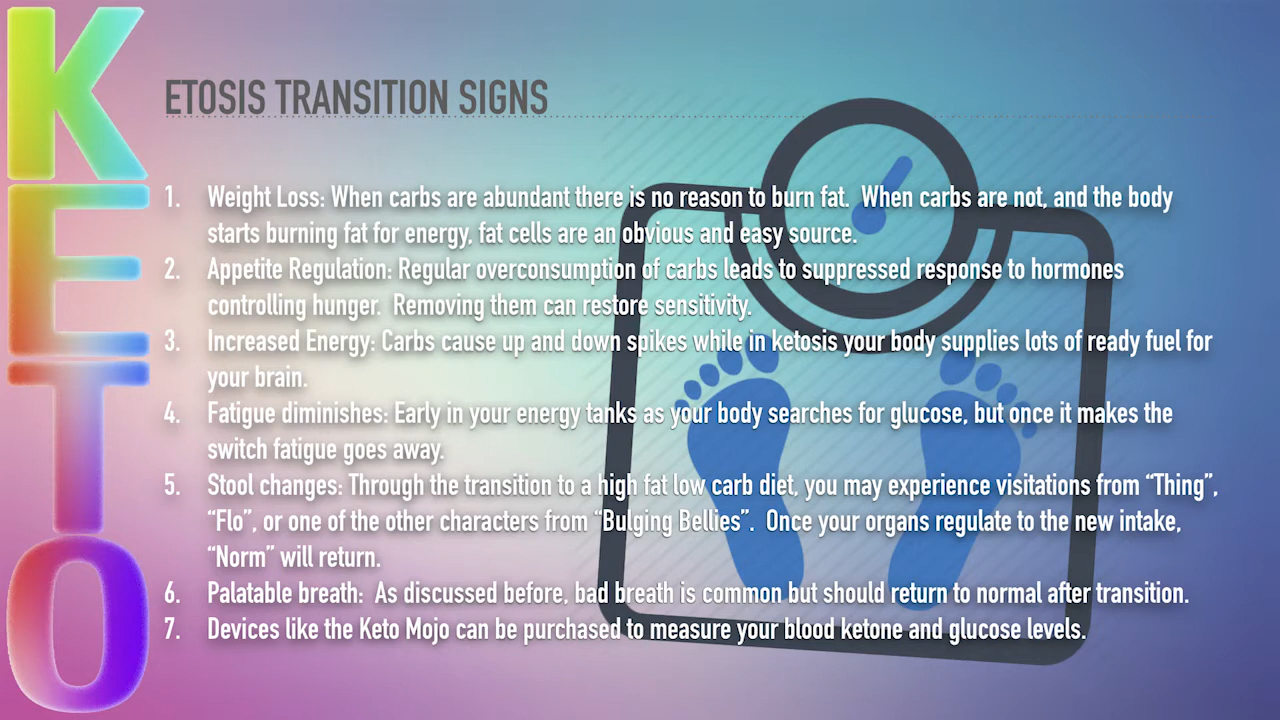 KETO
ETOSIS TRANSITION SIGNS
1. Weight Loss: When carbs are abundant there is no reason to burn fat.  When carbs are not, and the body
starts burning fat for energy, fat cells are an obvious and easy source.
2. Appetite Regulation: Regular overconsumption of carbs leads to suppressed response to hormones
controlling hunger.  Removing them can restore sensitivity.
3. Increased Energy: Carbs cause up and down spikes while in ketosis your body supplies lots of ready fuel for
your brain.
4. Fatigue diminishes: Early in your energy tanks as your body searches for glucose, but once it makes the
switch fatigue goes away.
5. Stool changes: Through the transition to a high fat low carb diet, you may experience visitations from “Thing”,
“Flo”, or one of the other characters from “Bulging Bellies”.  Once your organs regulate to the new intake,
“Norm” will return.
6. Palatable breath:  As discussed before, bad breath is common but should return to normal after transition.
7. Devices like the Keto Mojo can be purchased to measure your blood ketone and glucose levels.